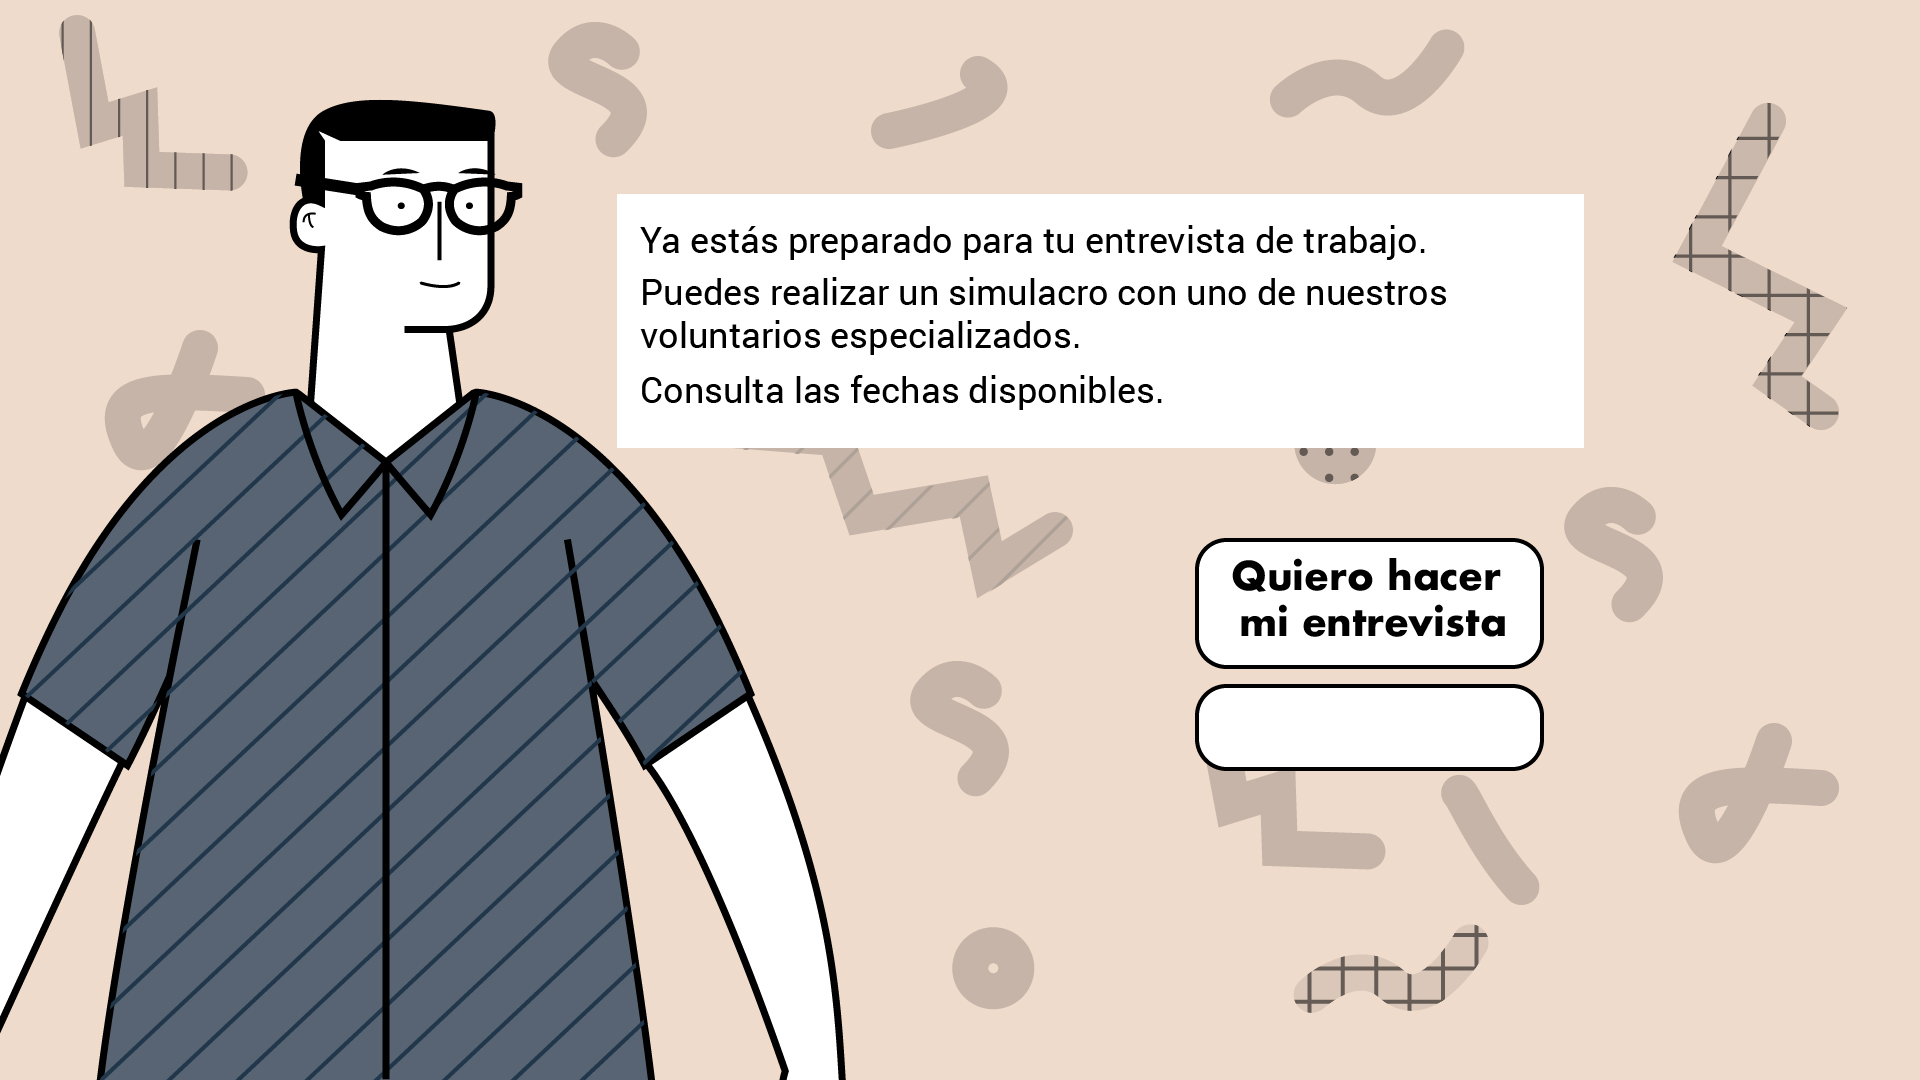 Ya estás preparado para tu entrevista de trabajo.
Puedes realizar un simulacro con uno de nuestros
voluntarios especializados.
Consulta las fechas disponibles.
Quiero hacer
mi entrevista